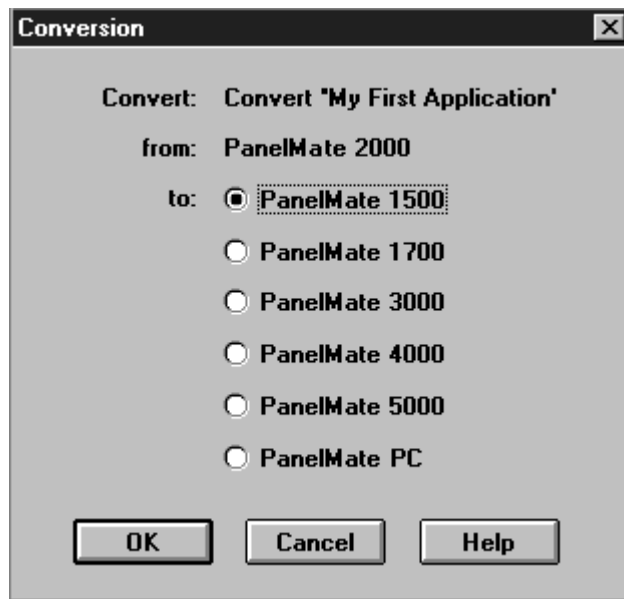 Conversion
Convert: Convert 'My First Application'
from: PanelMate 2000
to: PanelMate 1500
PanelMate 1700
PanelMate 3000
PanelMate 4000
PanelMate 5000
PanelMate PC
OK Cancel Help